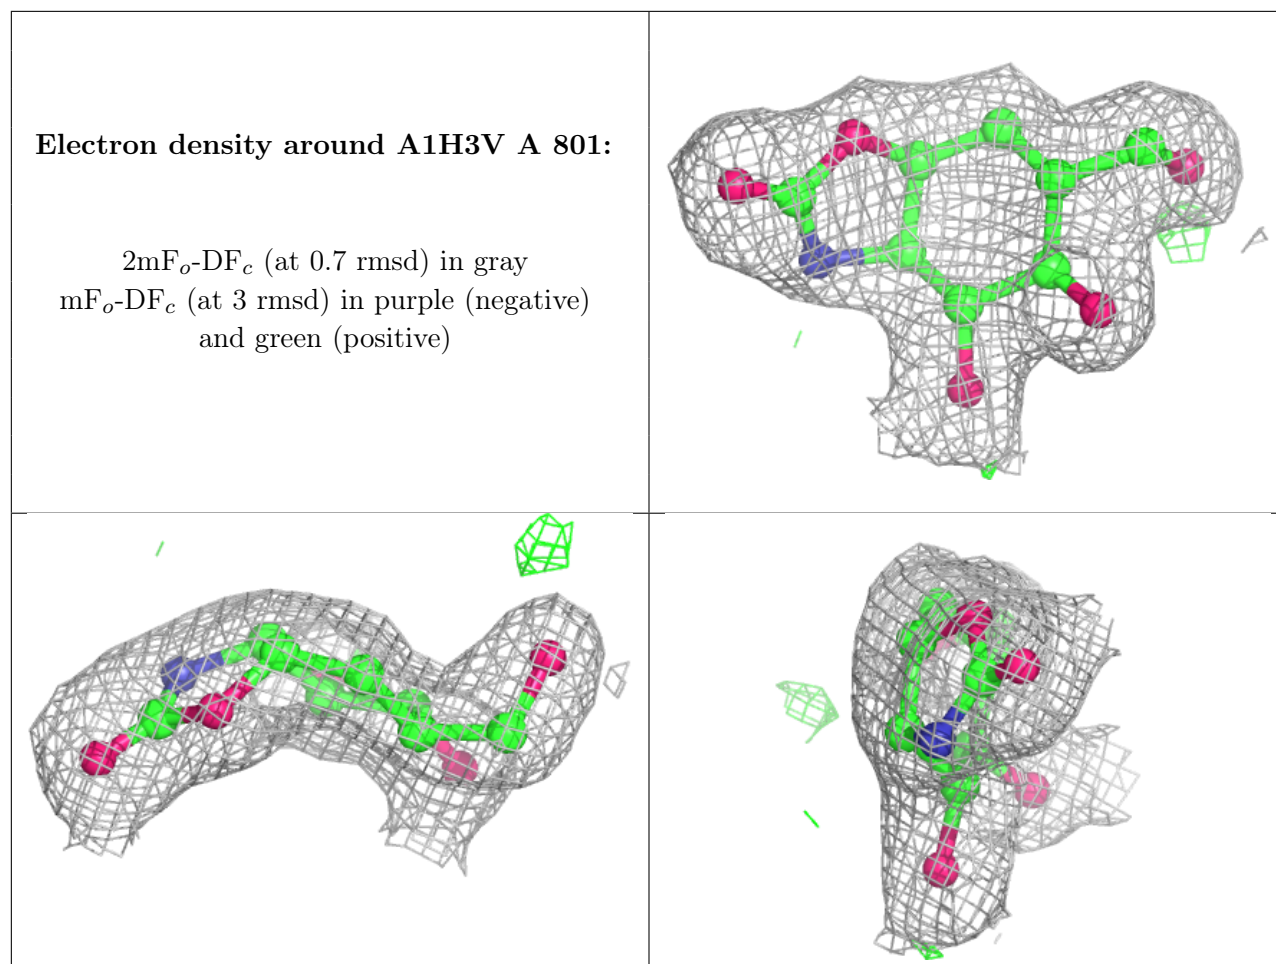 Electron density around A1H3V A 801:
2mFo-DFc (at 0.7 rmsd) in gray
mFo-DFc (at 3 rmsd) in purple (negative)
and green (positive)